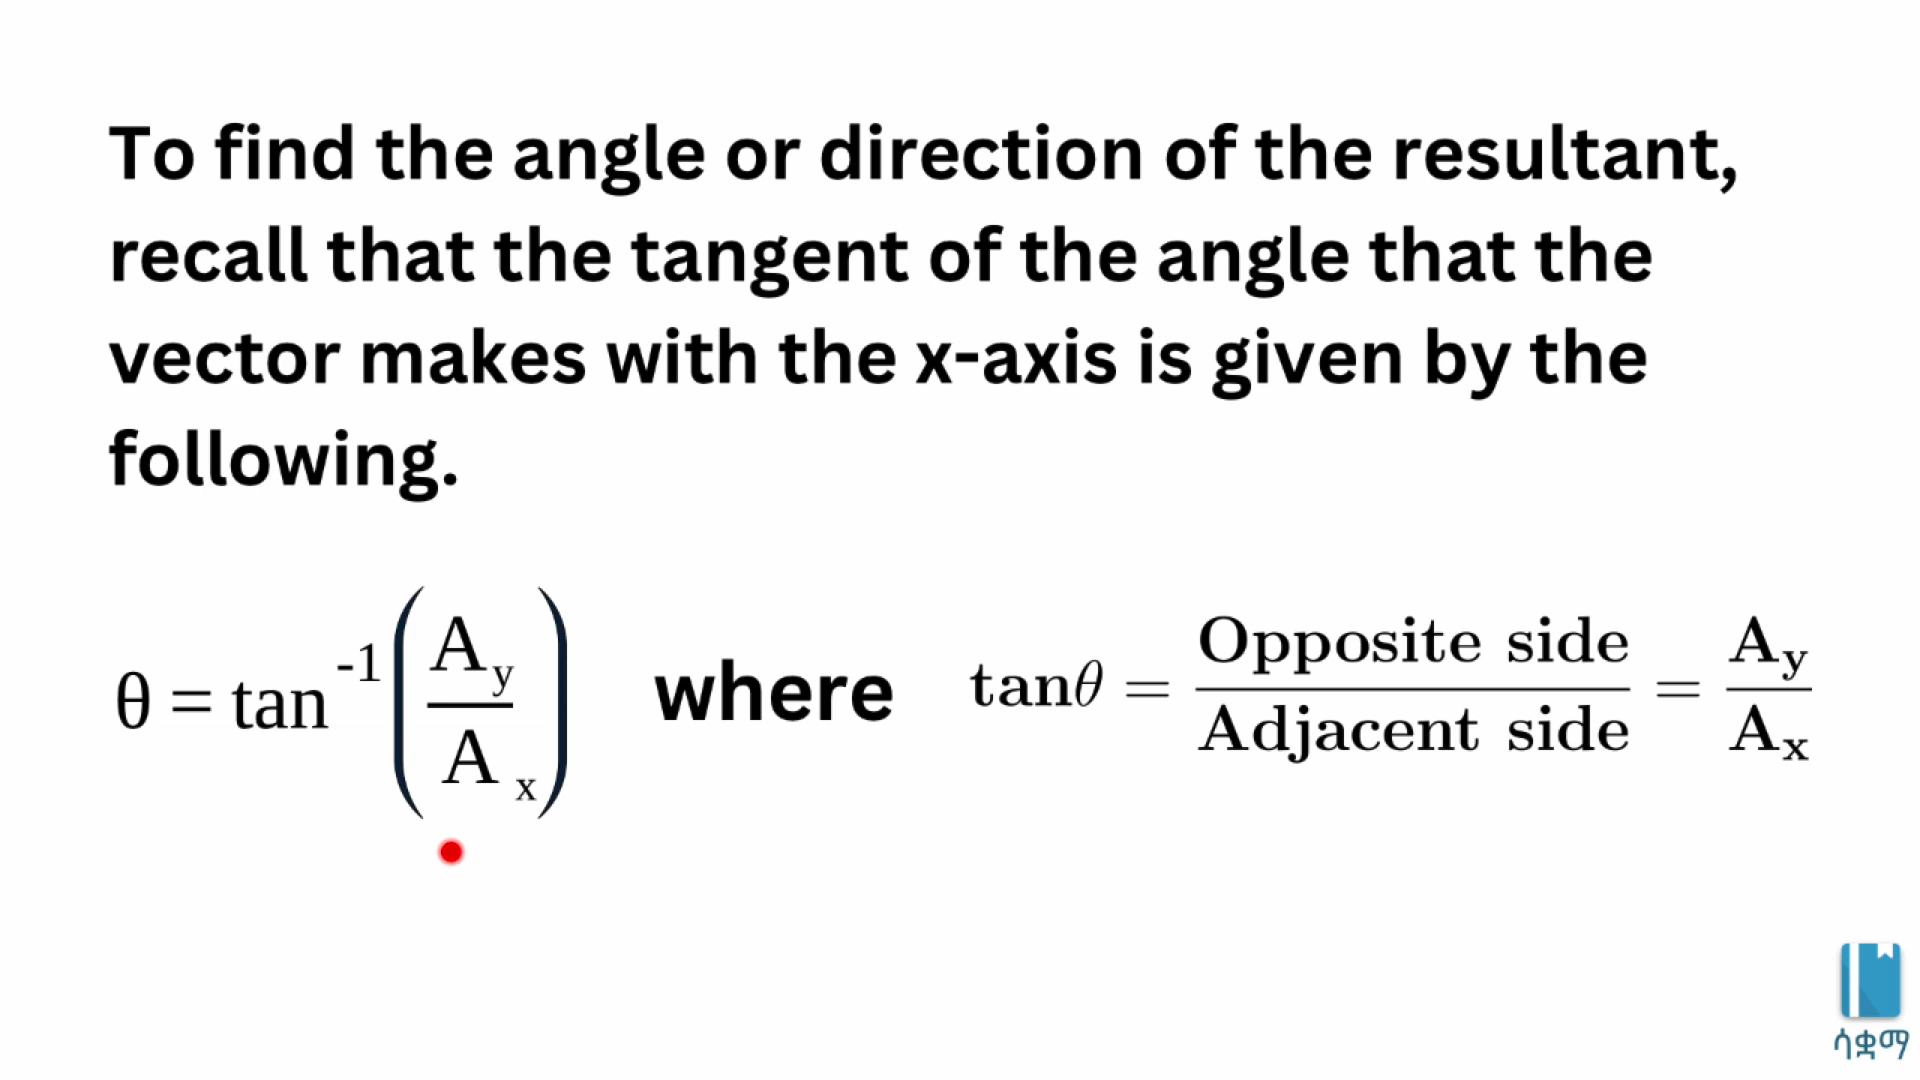 To find the angle or direction of the resultant,
recall that the tangent of the angle that the
vector makes with the x-axis is given by the
following.
θ = tan⁻¹(A_y / A_x) where tanθ = Opposite side / Adjacent side = A_y / A_x
ሳቋማ